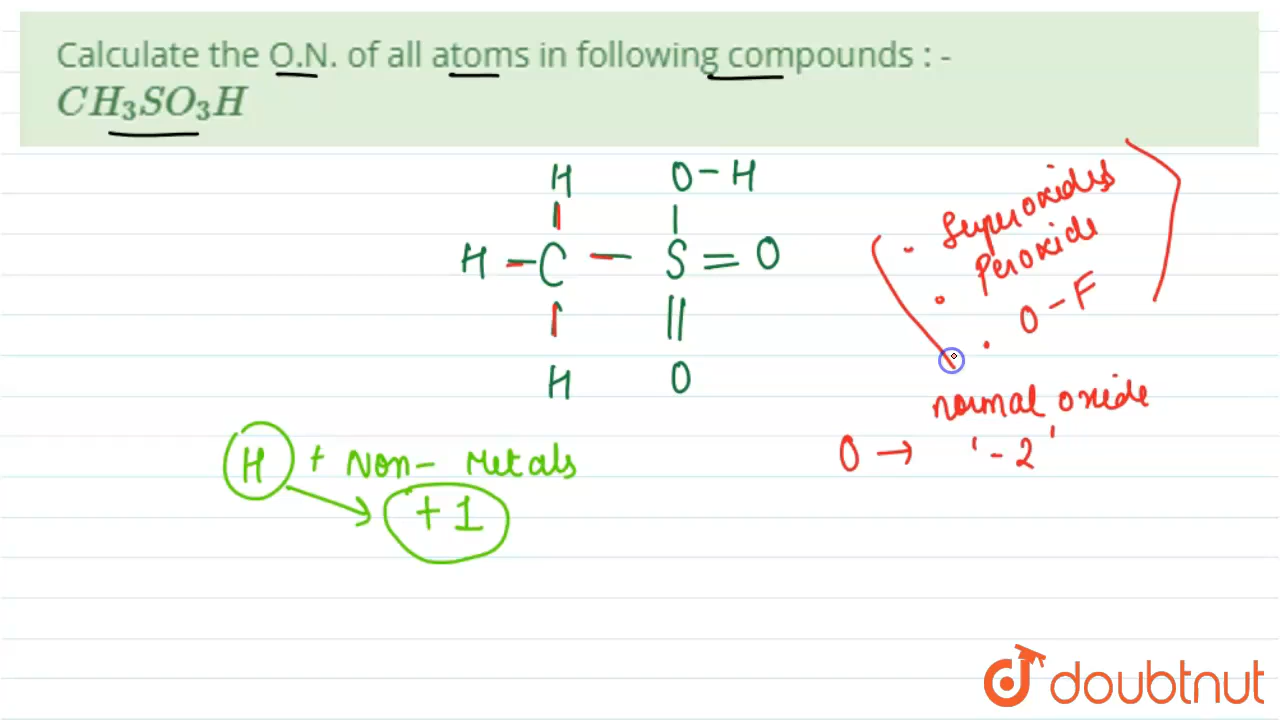 Calculate the O.N. of all atoms in following compounds : -
CH₃SO₃H
H O-H
H-C-S=O
H O
• Superoxides
• Peroxide
• O-F
normal oxide
O → '-2'
H + Non-Metals
+1
doubtnut